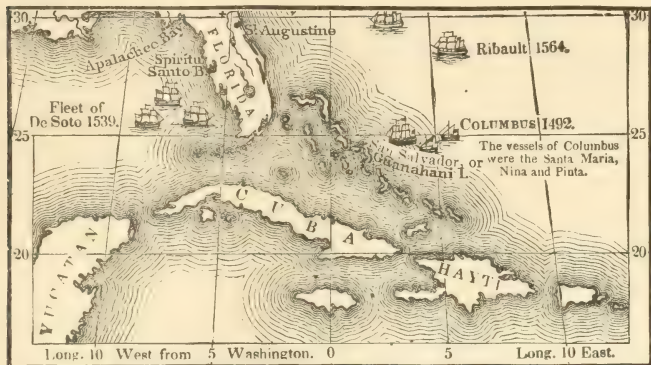 30
30
Apalachee Bay
St. Augustine
FLORIDA
Ribault 1564.
Spiritu
Santo B.
Fleet of
De Soto 1539.
COLUMBUS 1492.
25
25
San Salvador, or
Guanahani I.
The vessels of Columbus
were the Santa Maria,
Nina and Pinta.
CUBA
YUCATAN
20
20
HAYTI
Long. 10 West from 5 Washington. 0 5 Long. 10 East.